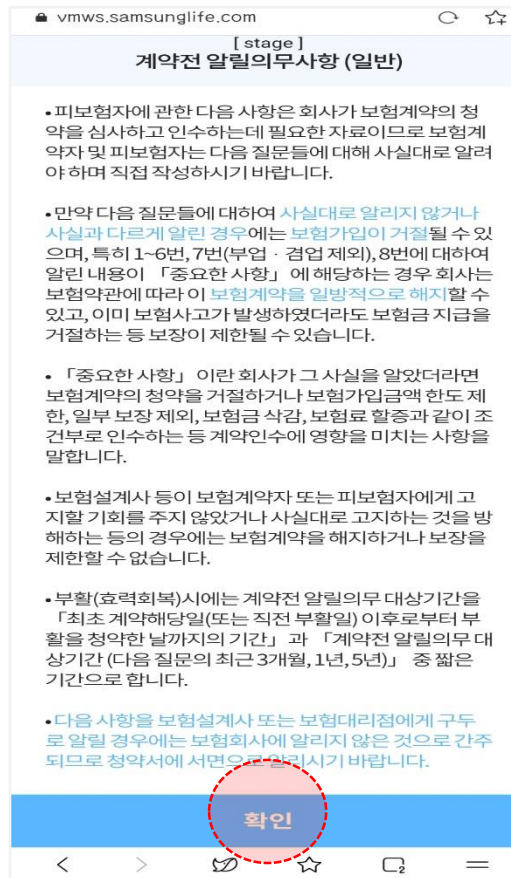 vmws.samsunglife.com
[ stage ]
계약전 알릴의무사항 (일반)
•피보험자에 관한 다음 사항은 회사가 보험계약의 청
약을 심사하고 인수하는데 필요한 자료이므로 보험계
약자 및 피보험자는 다음 질문들에 대해 사실대로 알려
야 하며 직접 작성하시기 바랍니다.
•만약 다음 질문들에 대하여 사실대로 알리지 않거나
사실과 다르게 알린 경우에는 보험가입이 거절될 수 있
으며, 특히 1~6번, 7번(부업 · 겸업 제외), 8번에 대하여
알린 내용이 「중요한 사항」 에 해당하는 경우 회사는
보험약관에 따라 이 보험계약을 일방적으로 해지할 수
있고, 이미 보험사고가 발생하였더라도 보험금 지급을
거절하는 등 보장이 제한될 수 있습니다.
• 「중요한 사항」 이란 회사가 그 사실을 알았더라면
보험계약의 청약을 거절하거나 보험가입금액 한도 제
한, 일부 보장 제외, 보험금 삭감, 보험료 할증과 같이 조
건부로 인수하는 등 계약인수에 영향을 미치는 사항을
말합니다.
•보험설계사 등이 보험계약자 또는 피보험자에게 고
지할 기회를 주지 않았거나 사실대로 고지하는 것을 방
해하는 등의 경우에는 보험계약을 해지하거나 보장을
제한할 수 없습니다.
•부활(효력회복)시에는 계약전 알릴의무 대상기간을
「최초 계약해당일(또는 직전 부활일) 이후로부터 부
활을 청약한 날까지의 기간」 과 「계약전 알릴의무 대
상기간 (다음 질문의 최근 3개월, 1년, 5년)」 중 짧은
기간으로 합니다.
•다음 사항을 보험설계사 또는 보험대리점에게 구두
로 알릴 경우에는 보험회사에 알리지 않은 것으로 간주
되므로 청약서에 서면으로 알리시기 바랍니다.
확인
2